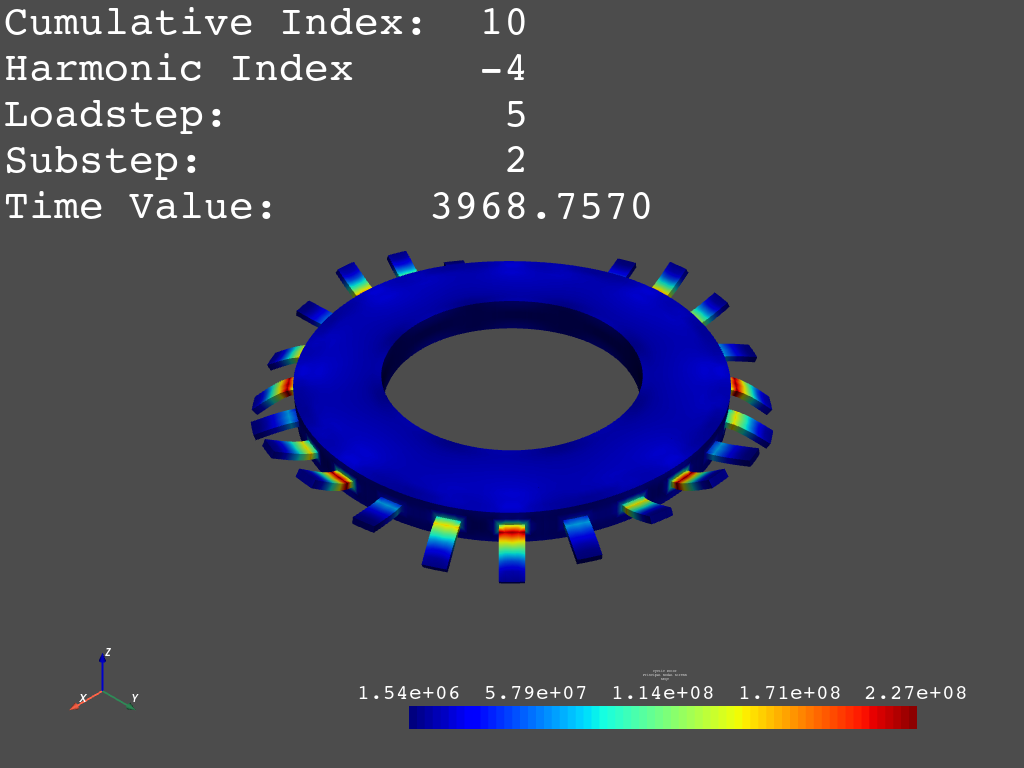 Cumulative Index: 10
Harmonic Index -4
Loadstep: 5
Substep: 2
Time Value: 3968.7570
Z
X Y
1.54e+06 5.79e+07 1.14e+08 1.71e+08 2.27e+08